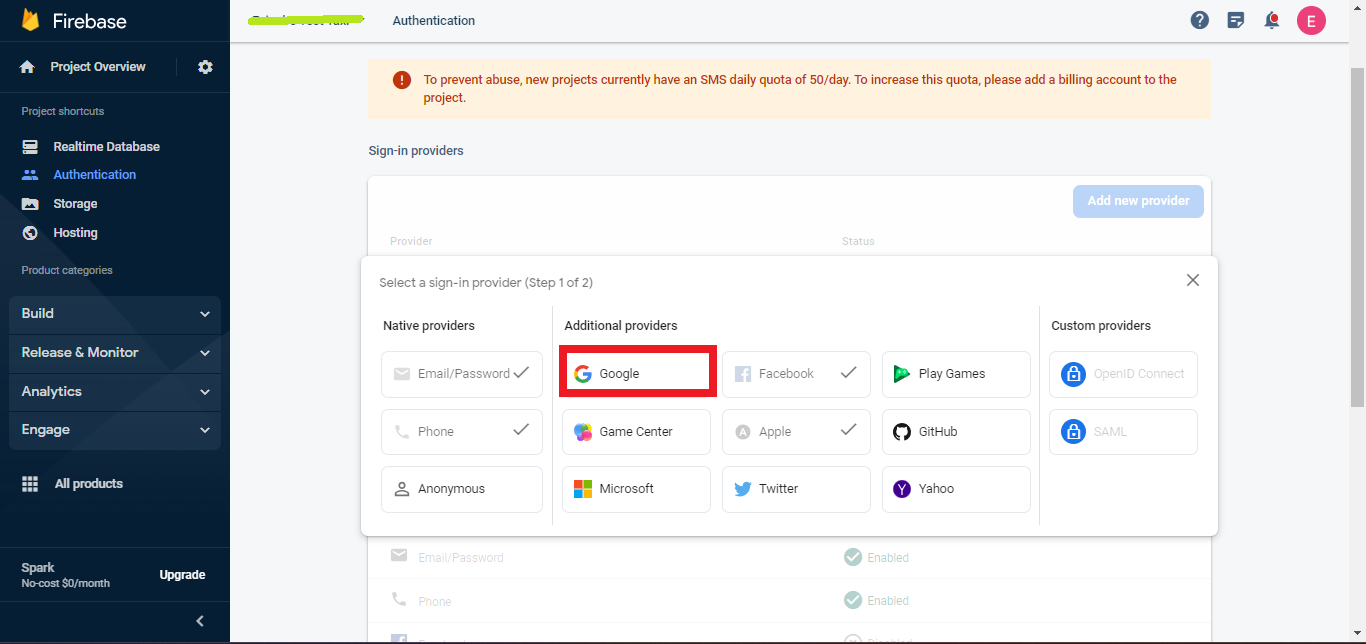 Firebase
Authentication
E
Project Overview
To prevent abuse, new projects currently have an SMS daily quota of 50/day. To increase this quota, please add a billing account to the
project.
Project shortcuts
Realtime Database
Authentication
Storage
Hosting
Product categories
Build
Release & Monitor
Analytics
Engage
All products
Spark
No-cost $0/month
Upgrade
Sign-in providers
Add new provider
Provider
Status
Select a sign-in provider (Step 1 of 2)
Native providers
Additional providers
Custom providers
Email/Password
Google
Facebook
Play Games
OpenID Connect
Phone
Game Center
Apple
GitHub
SAML
Anonymous
Microsoft
Twitter
Yahoo
Email/Password
Enabled
Phone
Enabled